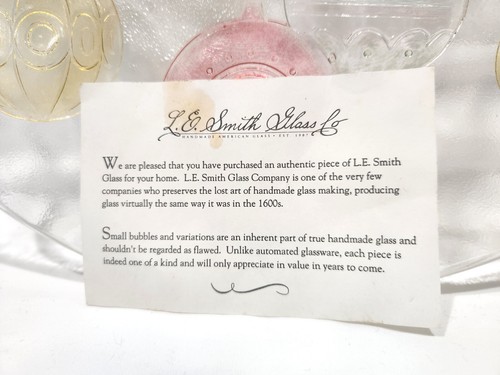 L.E. Smith Glass Co
HANDMADE AMERICAN GLASS • EST. 1907
We are pleased that you have purchased an authentic piece of L.E. Smith
Glass for your home. L.E. Smith Glass Company is one of the very few
companies who preserves the lost art of handmade glass making, producing
glass virtually the same way it was in the 1600s.
Small bubbles and variations are an inherent part of true handmade glass and
shouldn't be regarded as flawed. Unlike automated glassware, each piece is
indeed one of a kind and will only appreciate in value in years to come.